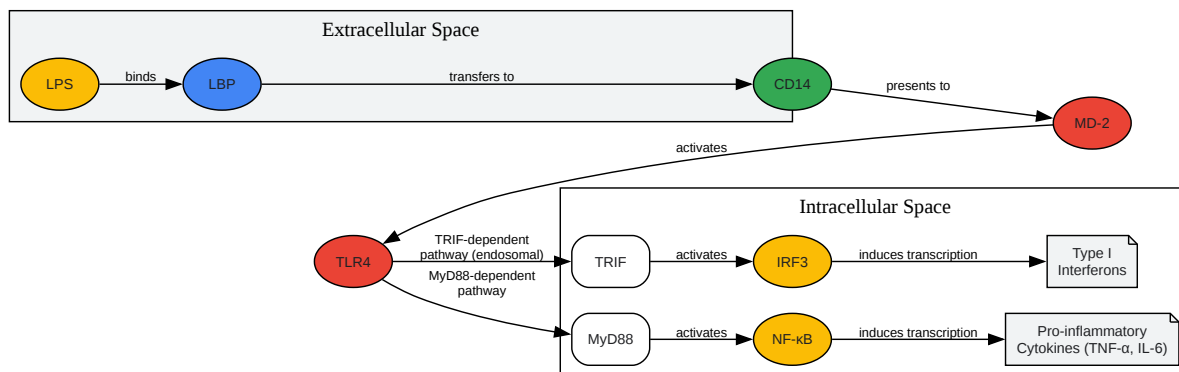 Extracellular Space
LPS
binds
LBP
transfers to
CD14
presents to
MD-2
activates
Intracellular Space
TLR4
TRIF-dependent
pathway (endosomal)
MyD88-dependent
pathway
TRIF
activates
IRF3
induces transcription
Type I
Interferons
MyD88
activates
NF-κB
induces transcription
Pro-inflammatory
Cytokines (TNF-α, IL-6)